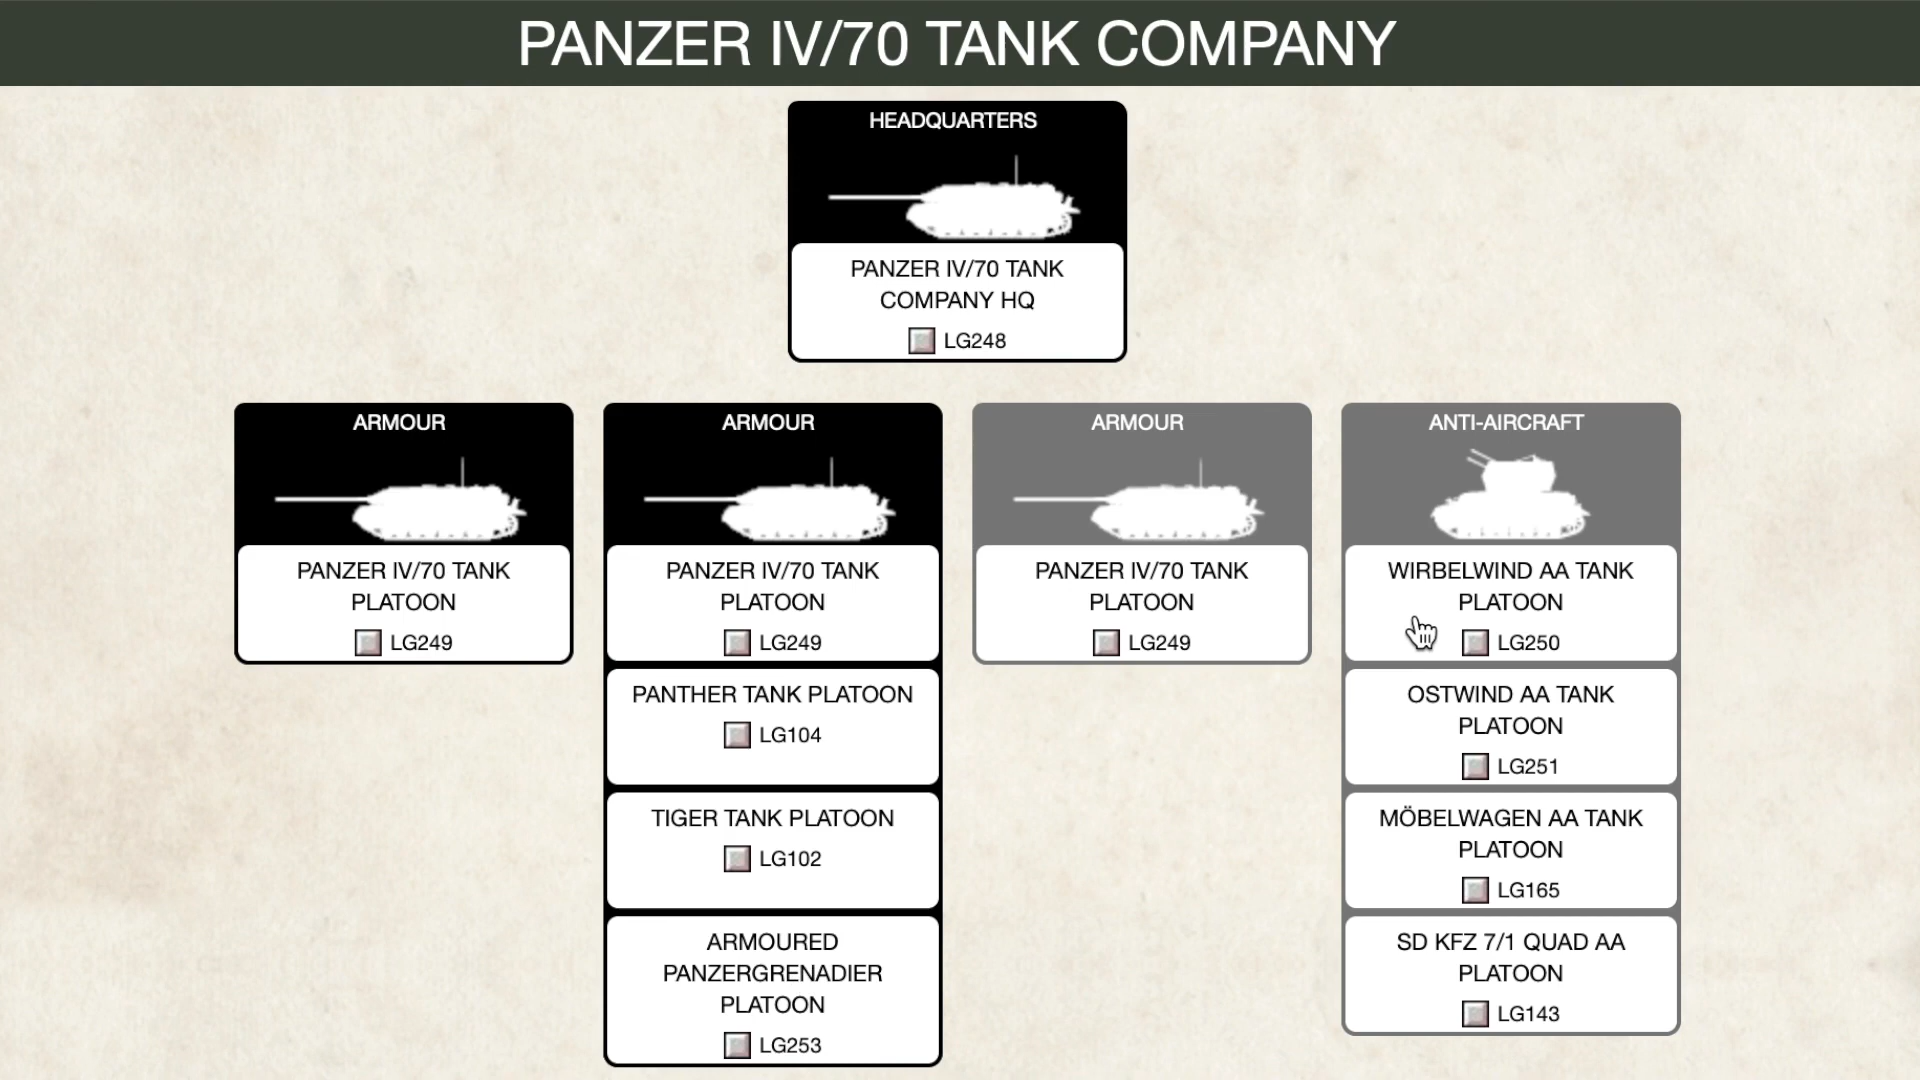 PANZER IV/70 TANK COMPANY
HEADQUARTERS
PANZER IV/70 TANK
COMPANY HQ
LG248
ARMOUR
PANZER IV/70 TANK
PLATOON
LG249
ARMOUR
PANZER IV/70 TANK
PLATOON
LG249
PANTHER TANK PLATOON
LG104
TIGER TANK PLATOON
LG102
ARMOURED
PANZERGRENADIER
PLATOON
LG253
ARMOUR
PANZER IV/70 TANK
PLATOON
LG249
ANTI-AIRCRAFT
WIRBELWIND AA TANK
PLATOON
LG250
OSTWIND AA TANK
PLATOON
LG251
MÖBELWAGEN AA TANK
PLATOON
LG165
SD KFZ 7/1 QUAD AA
PLATOON
LG143